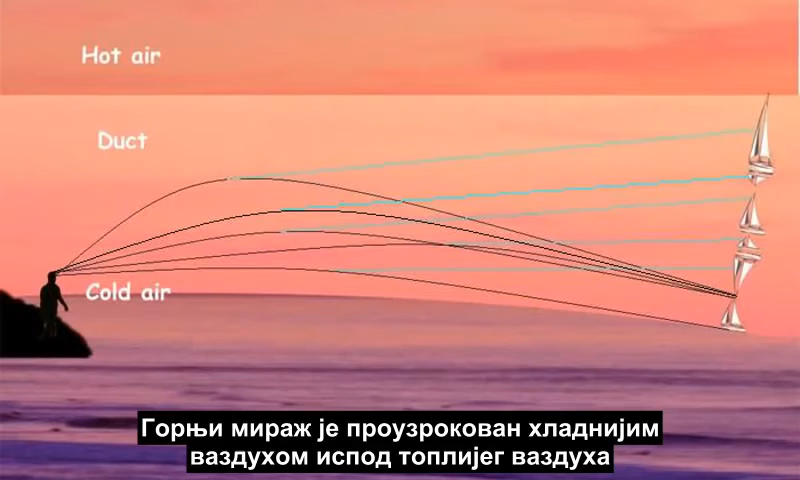 Hot air
Duct
Cold air
Горњи мираж је проузрокован хладнијим
ваздухом испод топлијег ваздуха